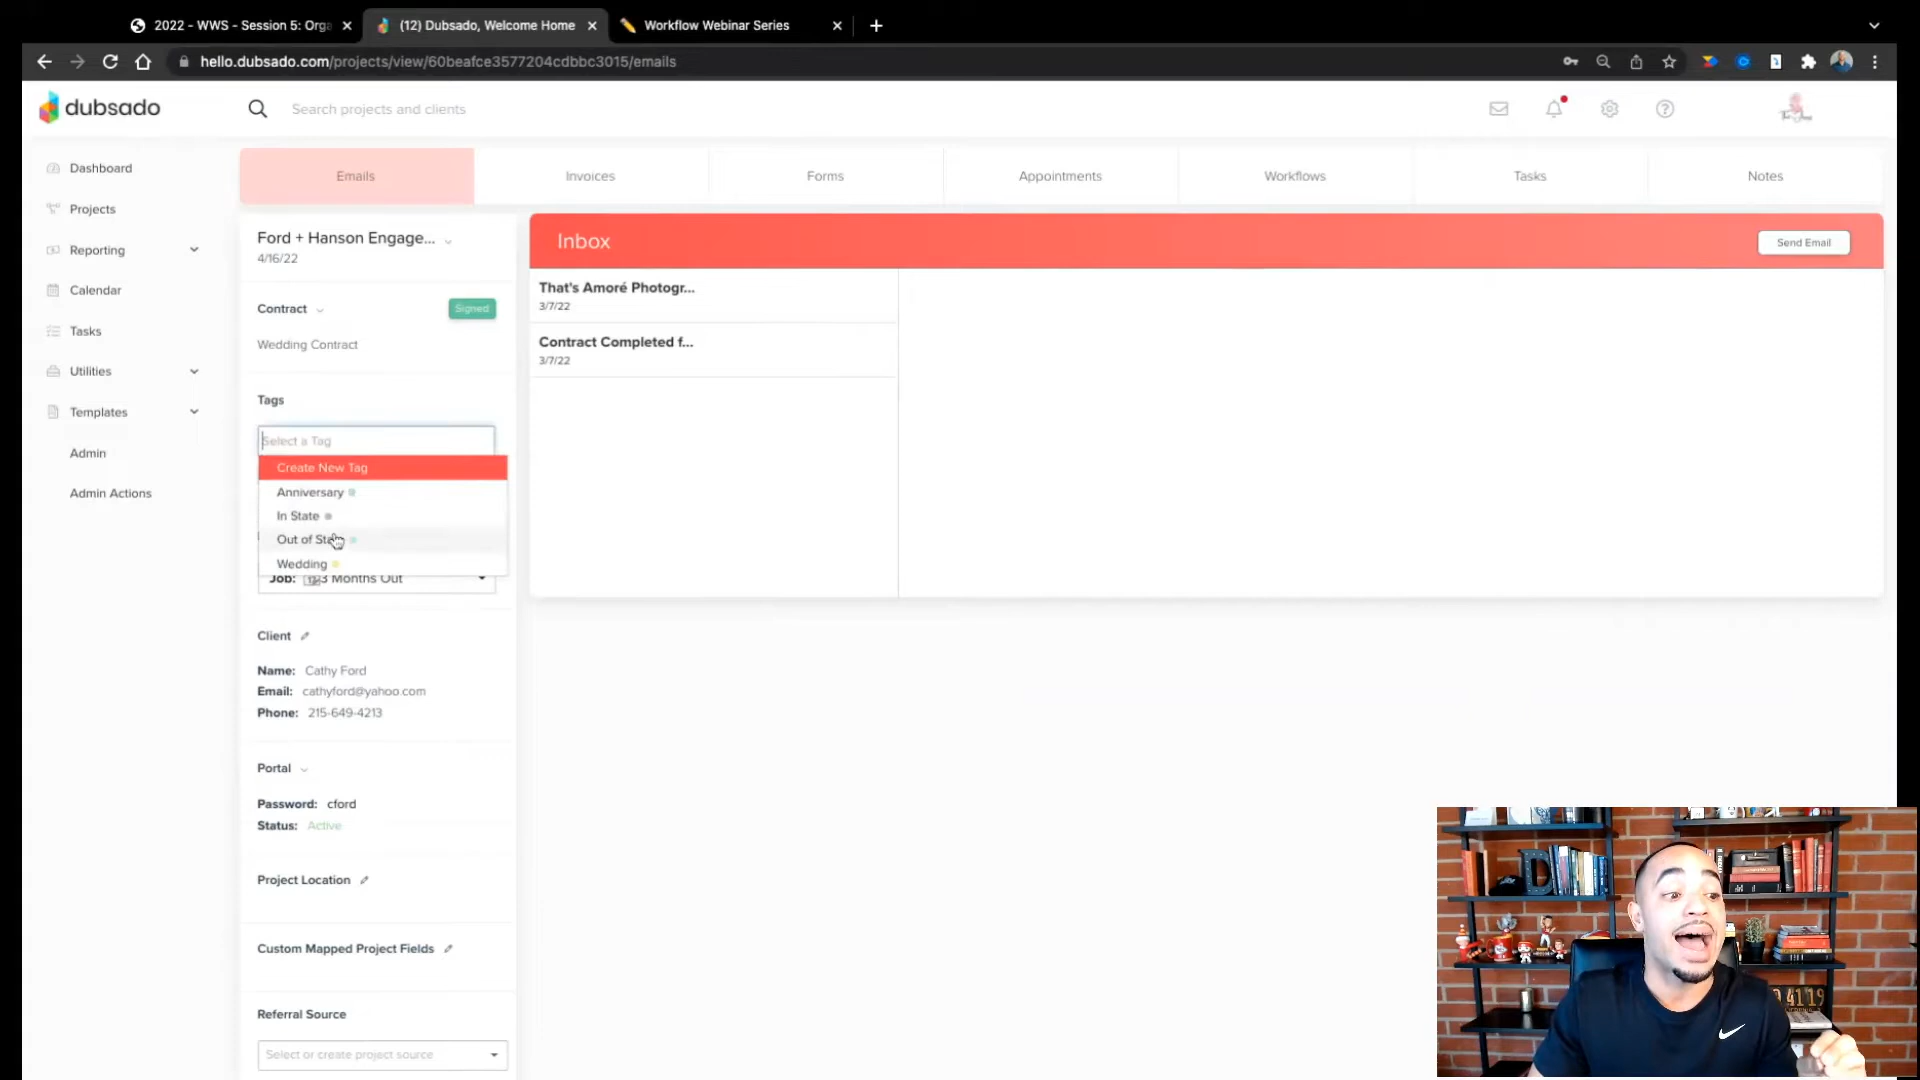 2022 - WWS - Session 5: Orga
(12) Dubsado, Welcome Home
Workflow Webinar Series
hello.dubsado.com/projects/view/60beafce3577204cdbbc3015/emails
dubsado
Search projects and clients
Dashboard
Projects
Reporting
Calendar
Tasks
Utilities
Templates
Admin
Admin Actions
Emails
Invoices
Forms
Appointments
Workflows
Tasks
Notes
Ford + Hanson Engage...
4/16/22
Contract
Signed
Wedding Contract
Tags
Select a Tag
Create New Tag
Anniversary
In State
Out of Sta
Wedding
Job: 3 Months Out
Client
Name: Cathy Ford
Email: cathyford@yahoo.com
Phone: 215-649-4213
Portal
Password: cford
Status: Active
Project Location
Custom Mapped Project Fields
Referral Source
Select or create project source
Inbox
Send Email
That's Amoré Photogr...
3/7/22
Contract Completed f...
3/7/22
D
41 19